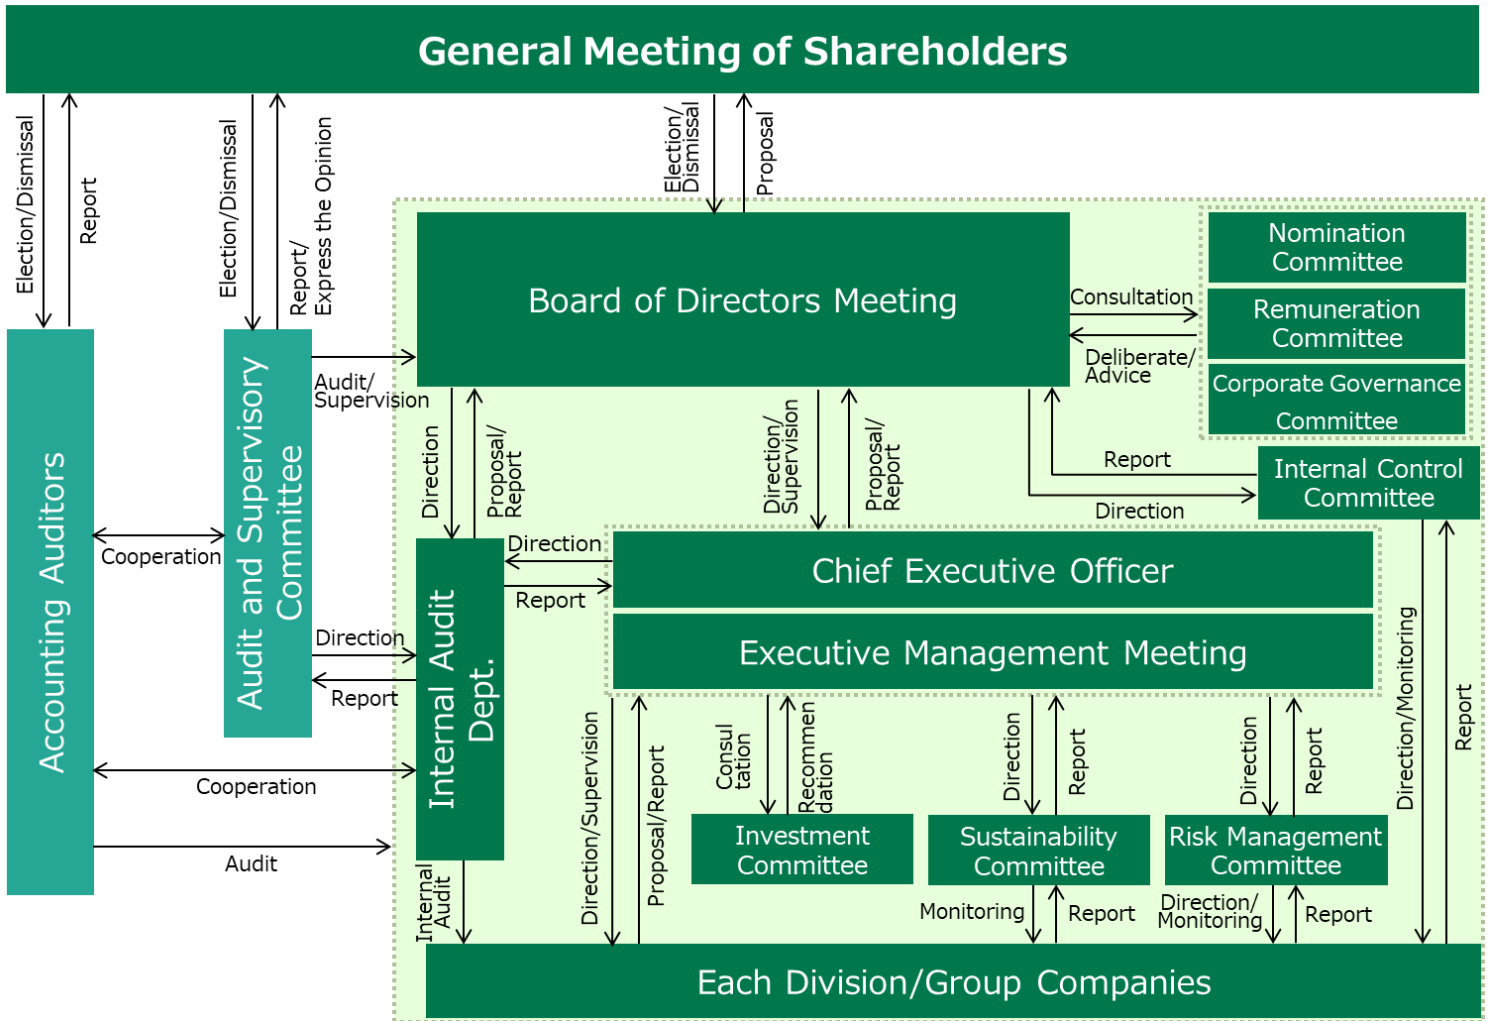 General Meeting of Shareholders
Election/Dismissal
Report
Election/Dismissal
Report/
Express the Opinion
Election/
Dismissal
Proposal
Board of Directors Meeting
Consultation
Deliberate/
Advice
Nomination
Committee
Remuneration
Committee
Corporate Governance
Committee
Accounting Auditors
Audit and Supervisory
Committee
Audit/
Supervision
Direction
Proposal/
Report
Direction/
Supervision
Proposal/
Report
Report
Direction
Internal Control
Committee
Cooperation
Direction
Report
Cooperation
Audit
Internal Audit
Dept.
Direction
Report
Chief Executive Officer
Executive Management Meeting
Direction/Supervision
Proposal/Report
Consul
tation
Recommen
dation
Direction
Report
Direction
Report
Direction/Monitoring
Report
Investment
Committee
Sustainability
Committee
Risk Management
Committee
Internal
Audit
Monitoring
Report
Direction/
Monitoring
Report
Each Division/Group Companies